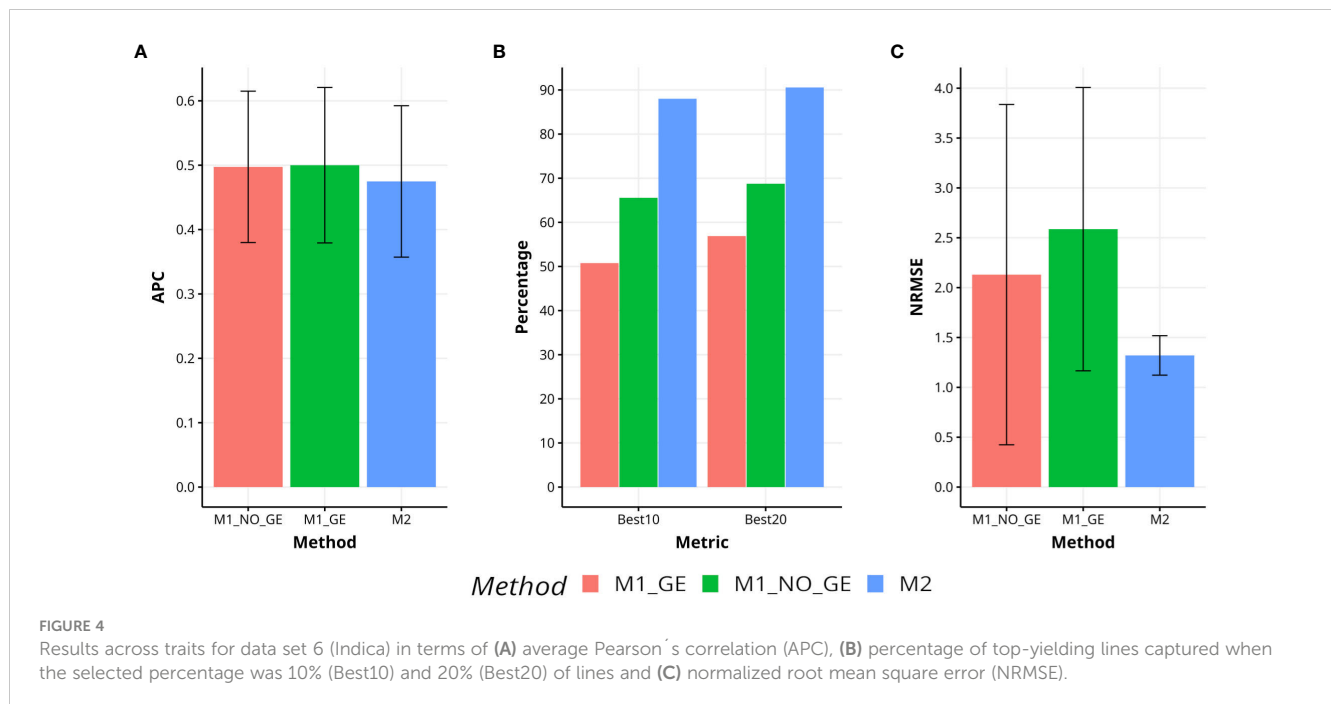 A
B
C
0.6
0.5
0.4
0.3
0.2
0.1
0.0
APC
M1_NO_GE M1_GE M2
Method
90
80
70
60
50
40
30
20
10
0
Percentage
Best10 Best20
Metric
4.0
3.5
3.0
2.5
2.0
1.5
1.0
0.5
0.0
NRMSE
M1_NO_GE M1_GE M2
Method
Method M1_GE M1_NO_GE M2
FIGURE 4
Results across traits for data set 6 (Indica) in terms of (A) average Pearson´s correlation (APC), (B) percentage of top-yielding lines captured when
the selected percentage was 10% (Best10) and 20% (Best20) of lines and (C) normalized root mean square error (NRMSE).